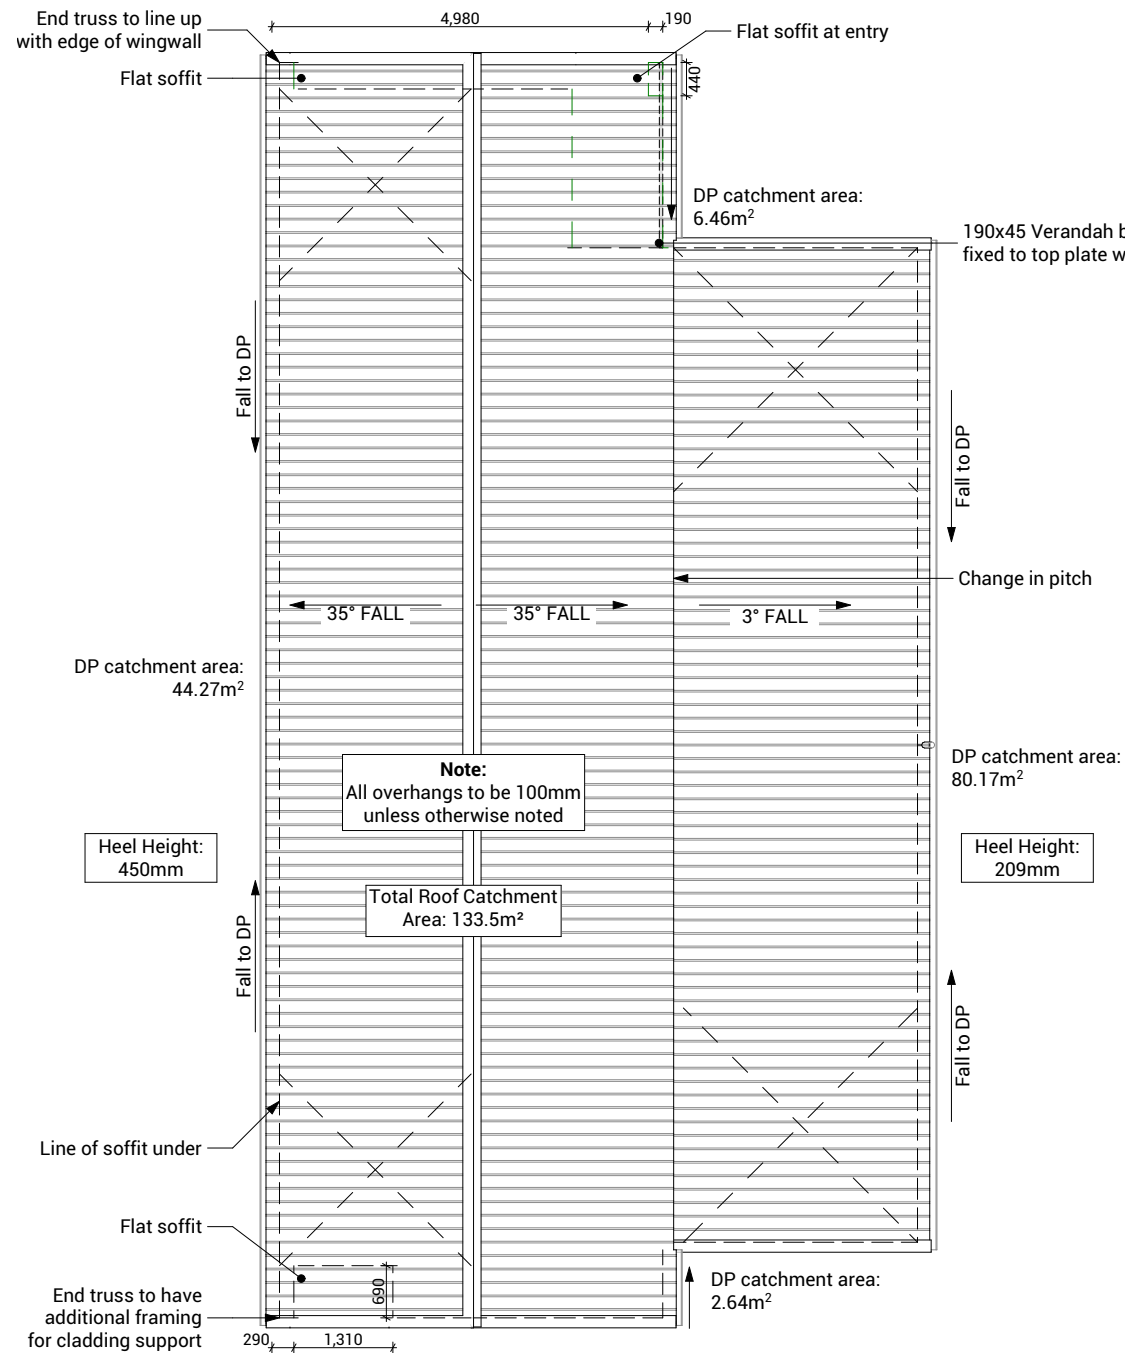 End truss to line up
with edge of wingwall
4,980
190
Flat soffit at entry
Flat soffit
440
DP catchment area:
6.46m²
190x45 Verandah b
fixed to top plate w
Fall to DP
Fall to DP
Change in pitch
35° FALL
35° FALL
3° FALL
DP catchment area:
44.27m²
Note:
All overhangs to be 100mm
unless otherwise noted
DP catchment area:
80.17m²
Heel Height:
450mm
Heel Height:
209mm
Total Roof Catchment
Area: 133.5m²
Fall to DP
Fall to DP
Line of soffit under
Flat soffit
690
DP catchment area:
2.64m²
End truss to have
additional framing
for cladding support
290
1,310